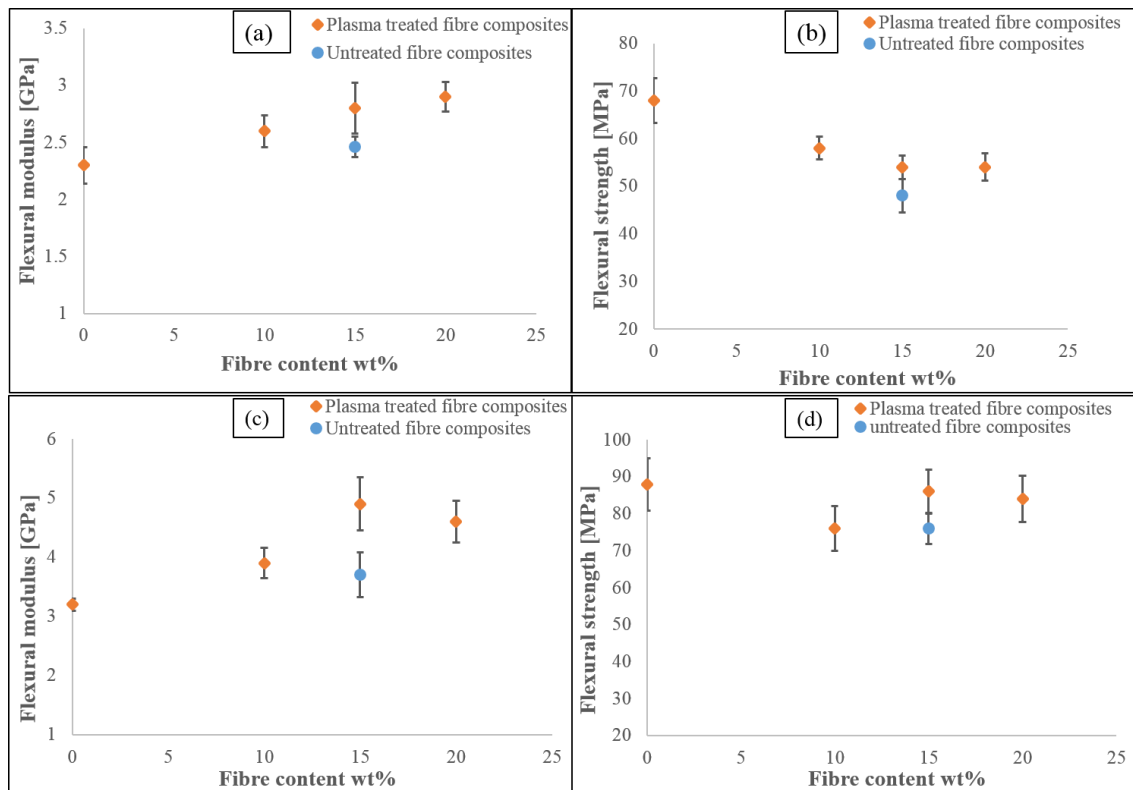 (a)
Plasma treated fibre composites
Untreated fibre composites
Flexural modulus [GPa]
3.5
3
2.5
2
1.5
1
0 5 10 15 20 25
Fibre content wt%
(b)
Plasma treated fibre composites
Untreated fibre composites
Flexural strength [MPa]
80
70
60
50
40
30
20
0 5 10 15 20 25
Fibre content wt%
(c)
Plasma treated fibre composites
Untreated fibre composites
Flexural modulus [GPa]
6
5
4
3
2
1
0 5 10 15 20 25
Fibre content wt%
(d)
Plasma treated fibre composites
untreated fibre composites
Flexural strength [MPa]
100
90
80
70
60
50
40
30
20
0 5 10 15 20 25
Fibre content wt%